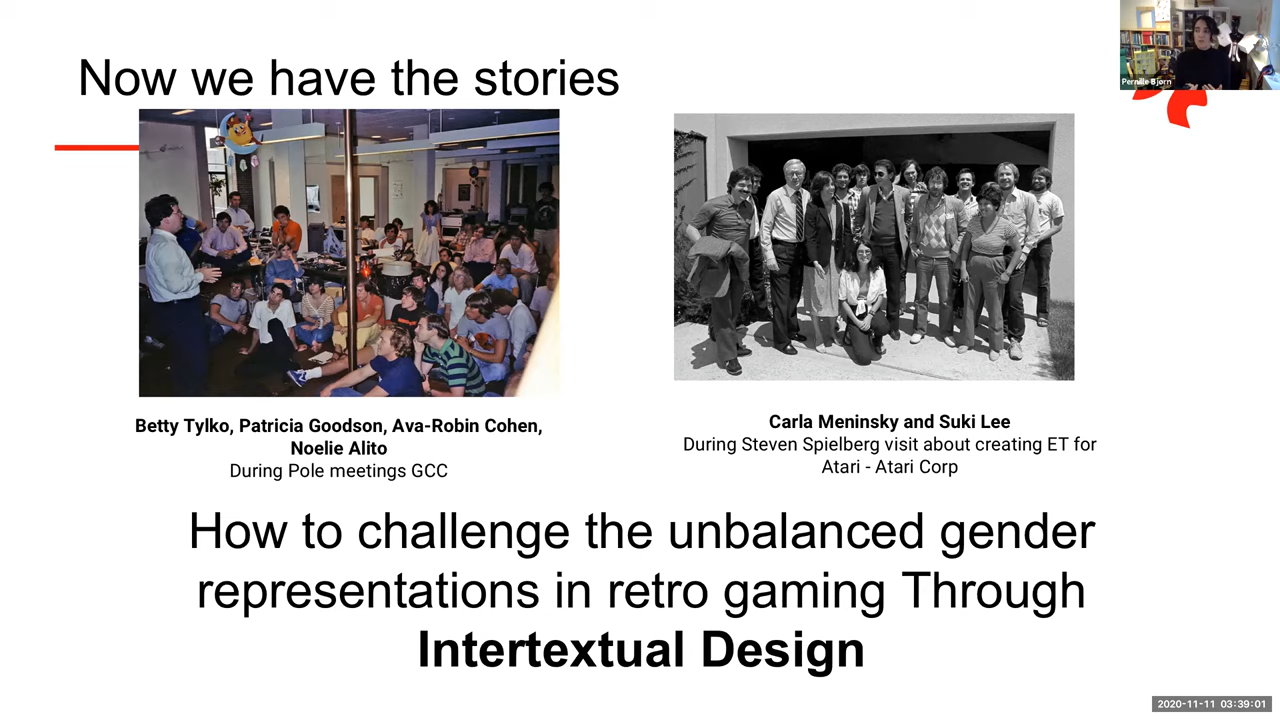 Now we have the stories
Pernille Bjørn
Betty Tylko, Patricia Goodson, Ava-Robin Cohen,
Noelie Alito
During Pole meetings GCC
Carla Meninsky and Suki Lee
During Steven Spielberg visit about creating ET for
Atari - Atari Corp
How to challenge the unbalanced gender
representations in retro gaming Through
Intertextual Design
2020-11-11 03:39:01